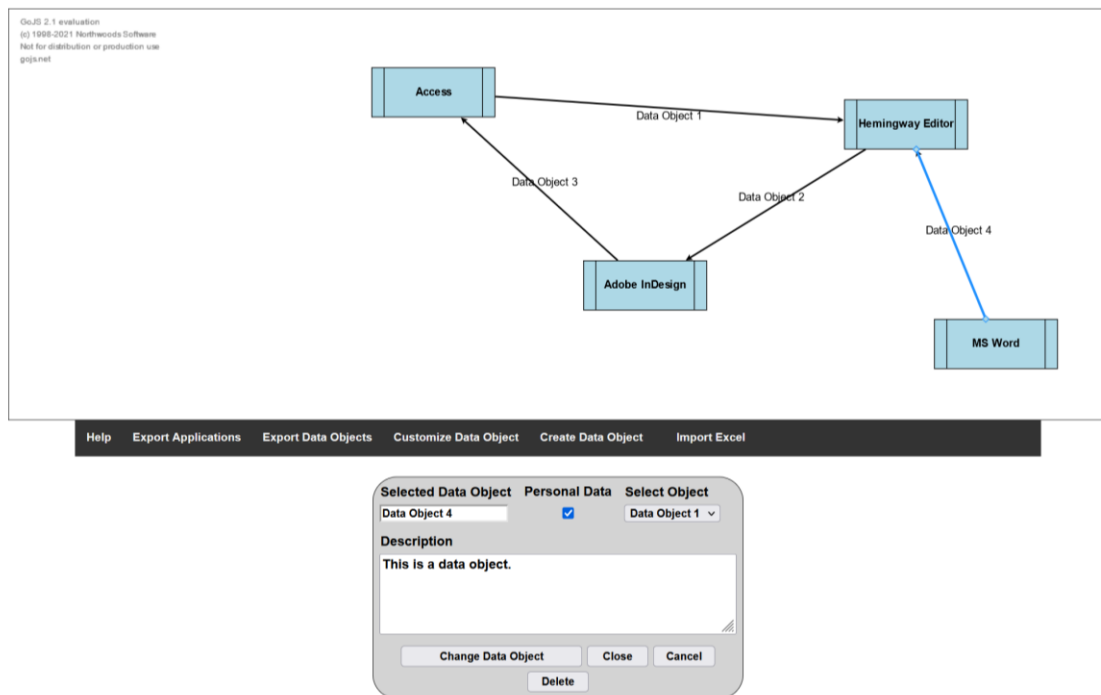 GoJS 2.1 evaluation
(c) 1998-2021 Northwoods Software
Not for distribution or production use
gojs.net
Access
Data Object 1
Hemingway Editor
Data Object 3
Data Object 2
Data Object 4
Adobe InDesign
MS Word
Help Export Applications Export Data Objects Customize Data Object Create Data Object Import Excel
Selected Data Object Personal Data Select Object
Data Object 4 Data Object 1
Description
This is a data object.
Change Data Object Close Cancel
Delete